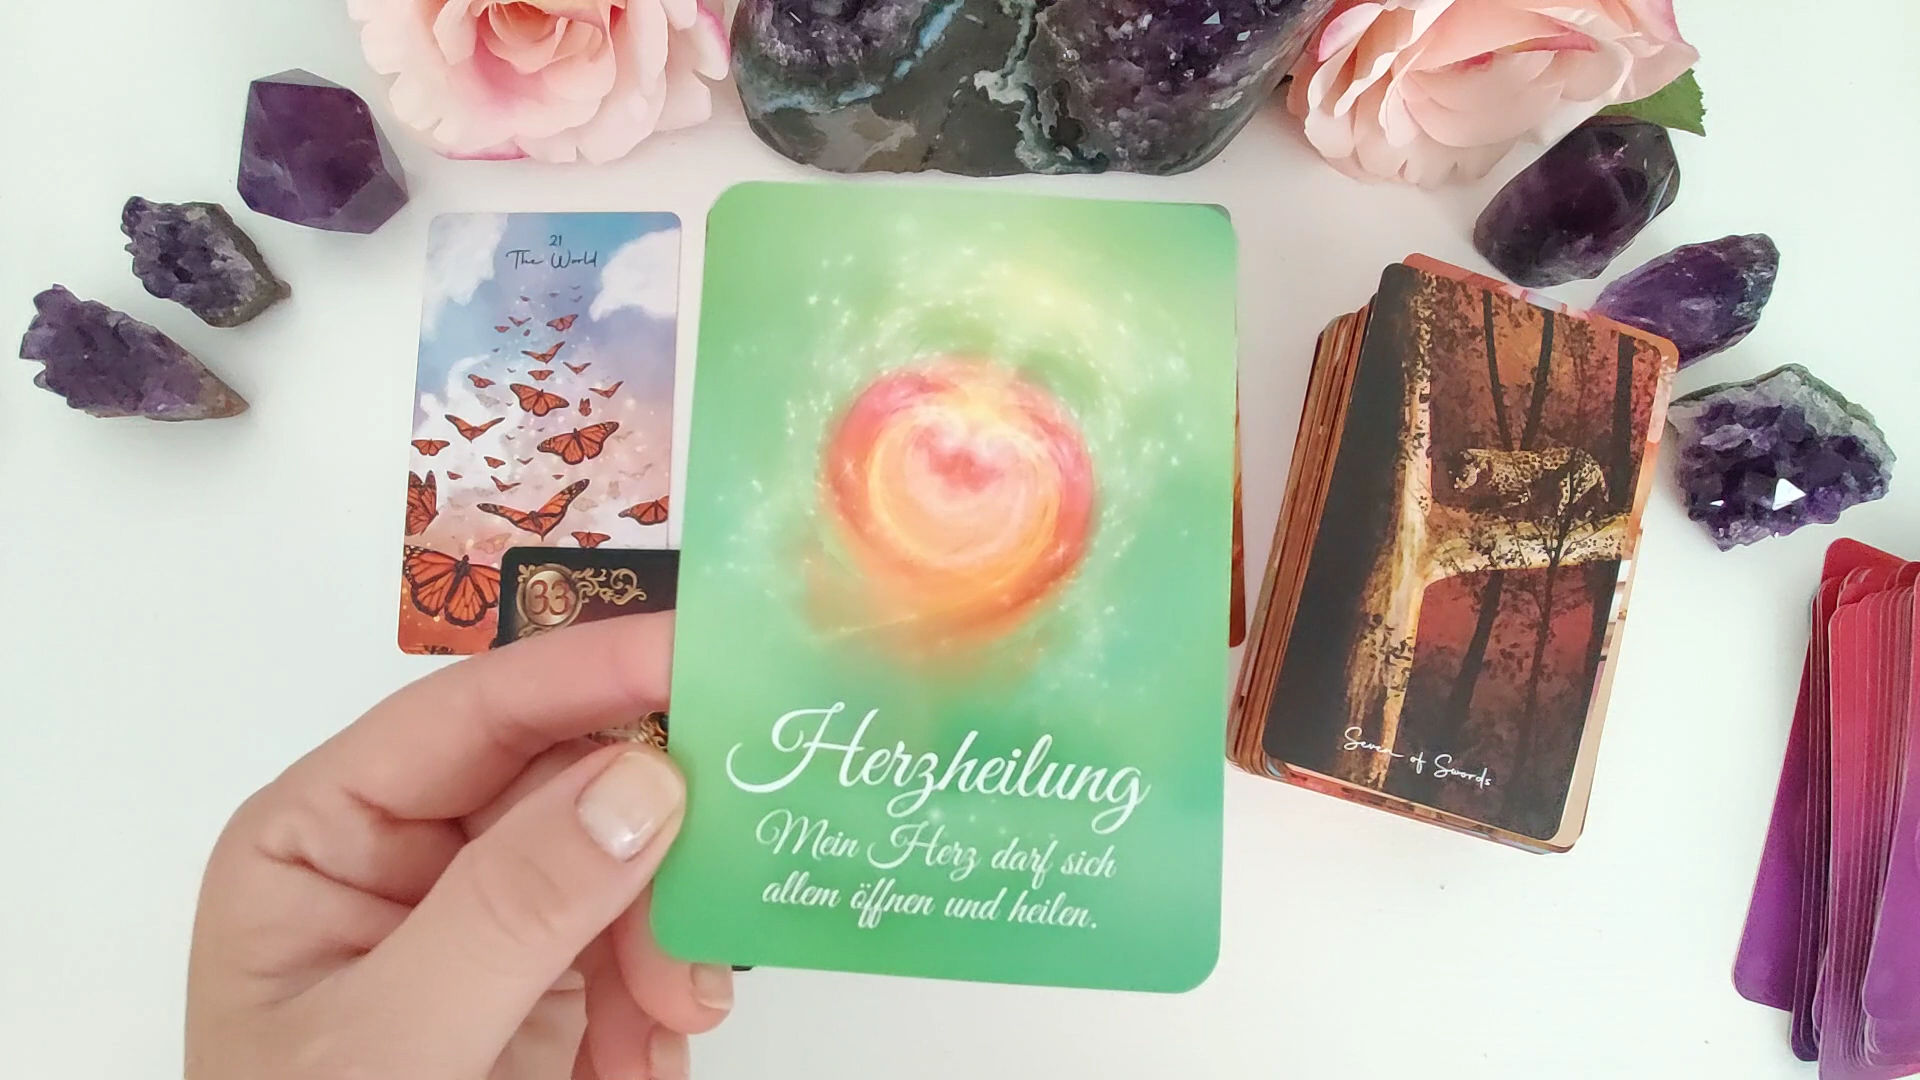 21
The World
33
Herzheilung
Mein Herz darf sich
allem öffnen und heilen.
Seven of Swords